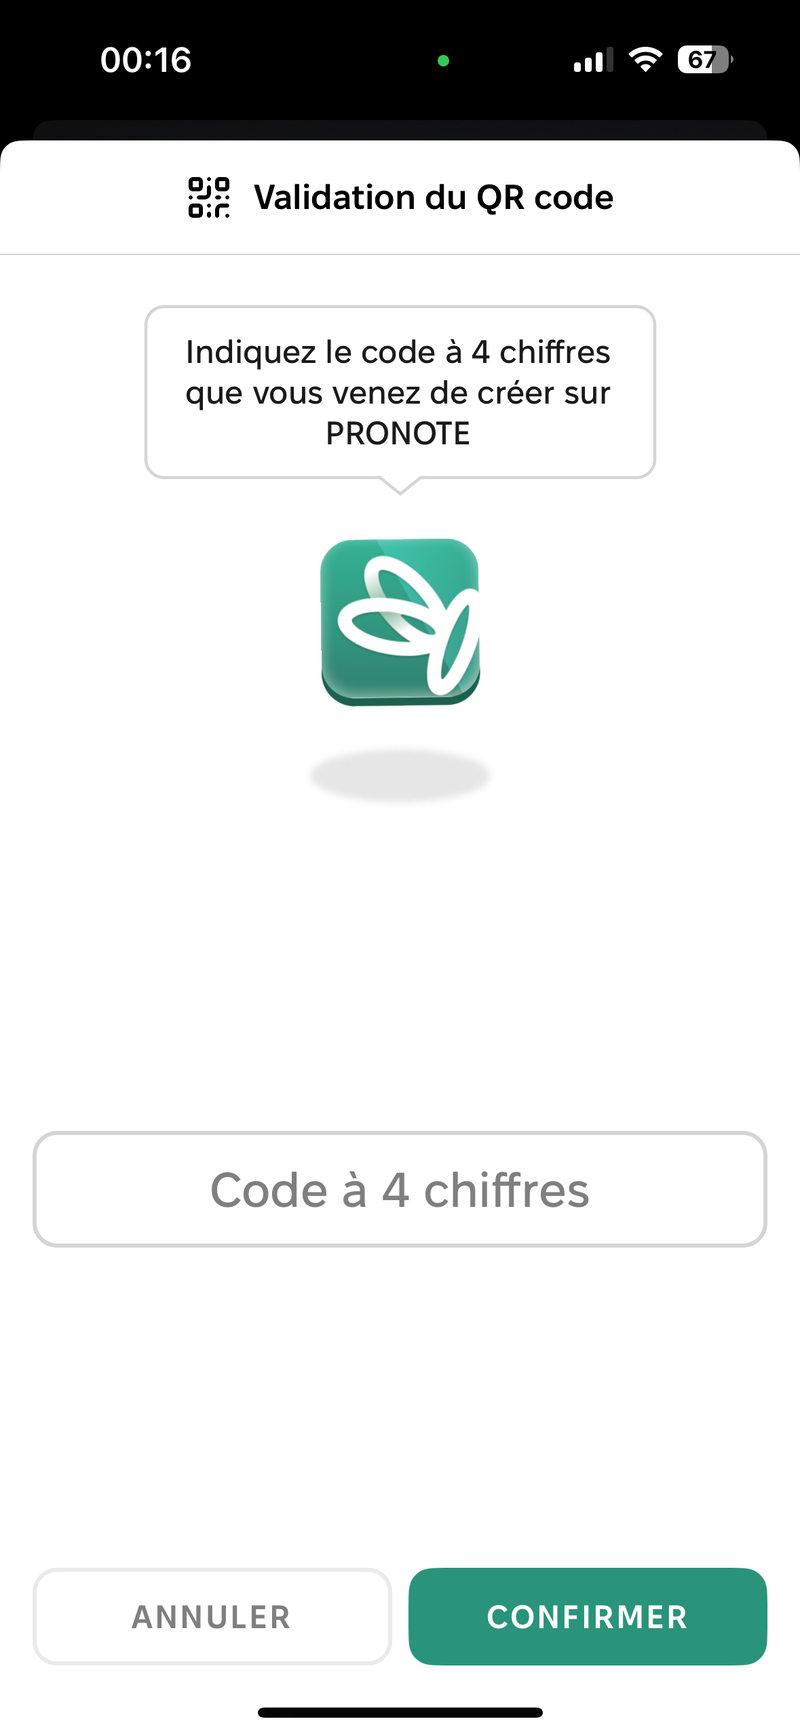 00:16
67
Validation du QR code
Indiquez le code à 4 chiffres
que vous venez de créer sur
PRONOTE
Code à 4 chiffres
ANNULER
CONFIRMER